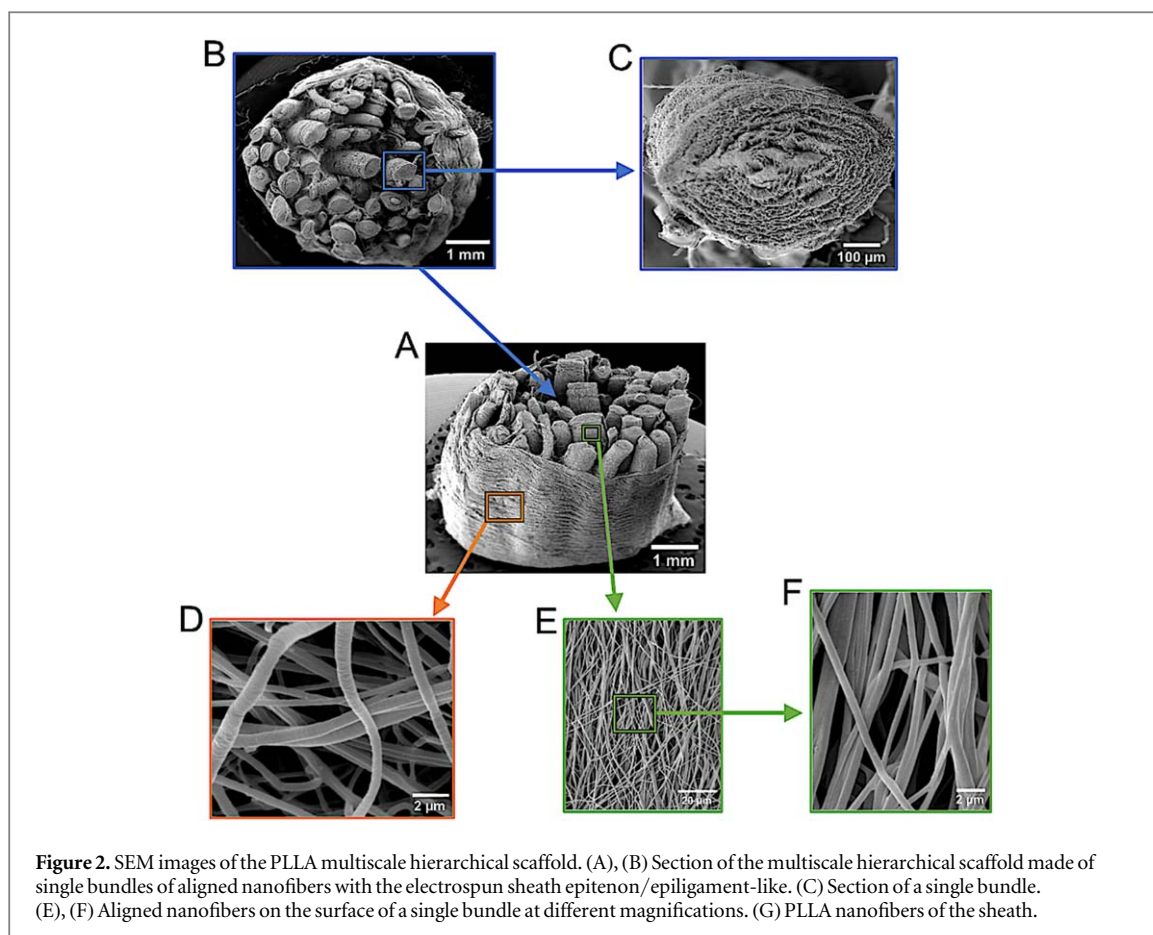 B
C
1 mm
100 µm
A
1 mm
D
E
F
2 µm
20 µm
2 µm
Figure 2. SEM images of the PLLA multiscale hierarchical scaffold. (A), (B) Section of the multiscale hierarchical scaffold made of
single bundles of aligned nanofibers with the electrospun sheath epitenon/epiligament-like. (C) Section of a single bundle.
(E), (F) Aligned nanofibers on the surface of a single bundle at different magnifications. (G) PLLA nanofibers of the sheath.